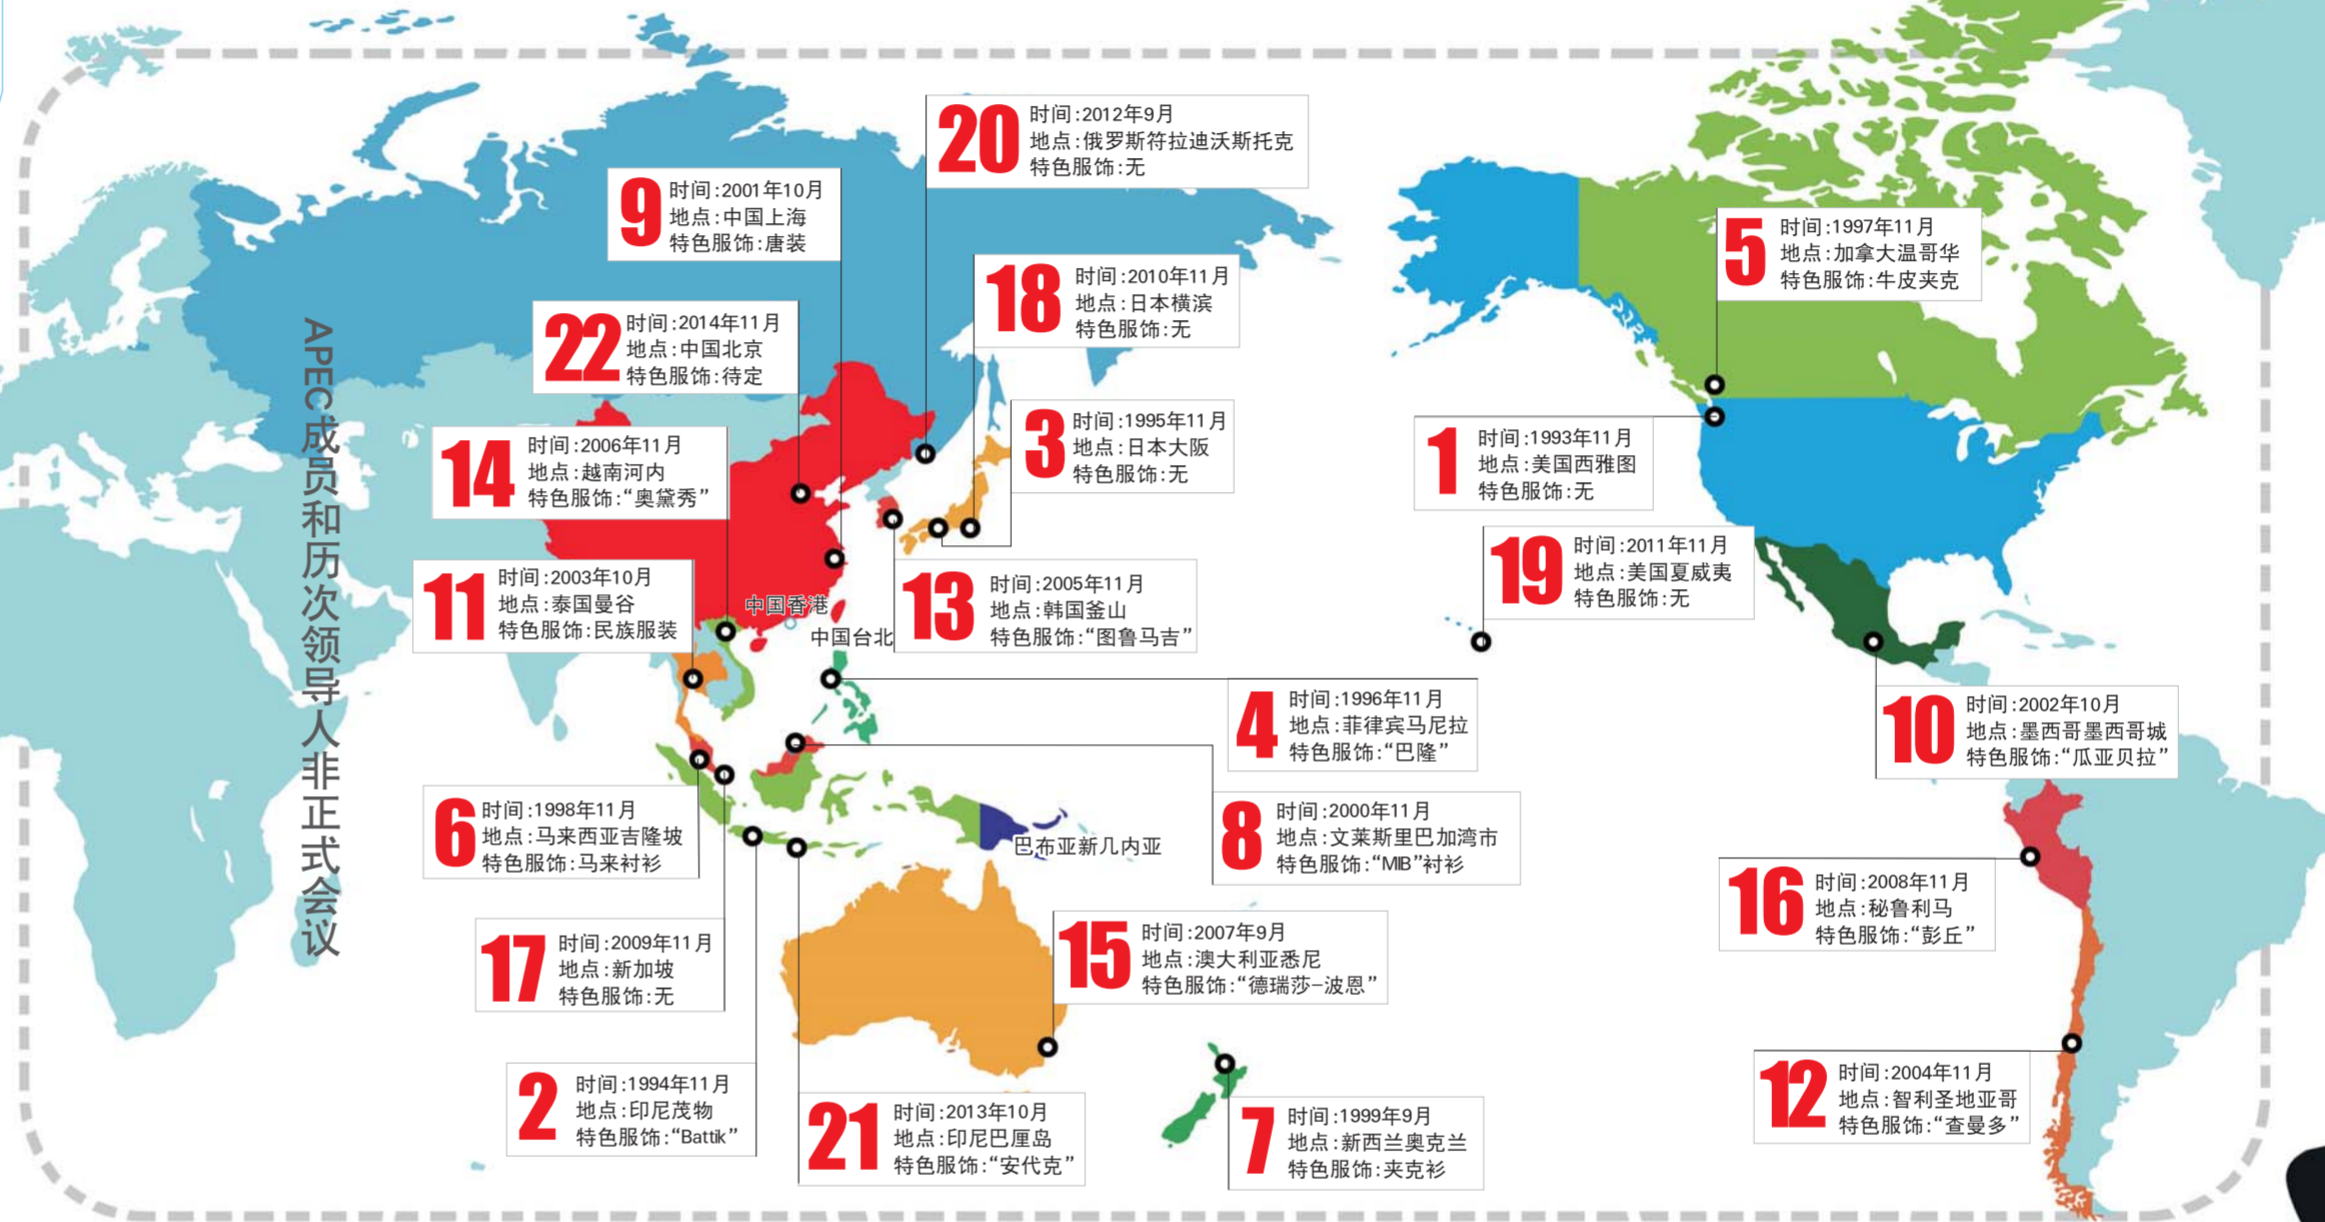 APEC成员和历次领导人非正式会议
20
时间:2012年9月
地点:俄罗斯符拉迪沃斯托克
特色服饰:无
9
时间:2001年10月
地点:中国上海
特色服饰:唐装
5
时间:1997年11月
地点:加拿大温哥华
特色服饰:牛皮夹克
18
时间:2010年11月
地点:日本横滨
特色服饰:无
22
时间:2014年11月
地点:中国北京
特色服饰:待定
3
时间:1995年11月
地点:日本大阪
特色服饰:无
14
时间:2006年11月
地点:越南河内
特色服饰:“奥黛秀”
1
时间:1993年11月
地点:美国西雅图
特色服饰:无
19
时间:2011年11月
地点:美国夏威夷
特色服饰:无
11
时间:2003年10月
地点:泰国曼谷
特色服饰:民族服装
中国香港
中国台北
13
时间:2005年11月
地点:韩国釜山
特色服饰:“图鲁马吉”
4
时间:1996年11月
地点:菲律宾马尼拉
特色服饰:“巴隆”
10
时间:2002年10月
地点:墨西哥墨西哥城
特色服饰:“瓜亚贝拉”
6
时间:1998年11月
地点:马来西亚吉隆坡
特色服饰:马来衬衫
8
时间:2000年11月
地点:文莱斯里巴加湾市
特色服饰:“MIB”衬衫
巴布亚新几内亚
16
时间:2008年11月
地点:秘鲁利马
特色服饰:“彭丘”
17
时间:2009年11月
地点:新加坡
特色服饰:无
15
时间:2007年9月
地点:澳大利亚悉尼
特色服饰:“德瑞莎-波恩”
2
时间:1994年11月
地点:印尼茂物
特色服饰:“Battik”
21
时间:2013年10月
地点:印尼巴厘岛
特色服饰:“安代克”
7
时间:1999年9月
地点:新西兰奥克兰
特色服饰:夹克衫
12
时间:2004年11月
地点:智利圣地亚哥
特色服饰:“查曼多”